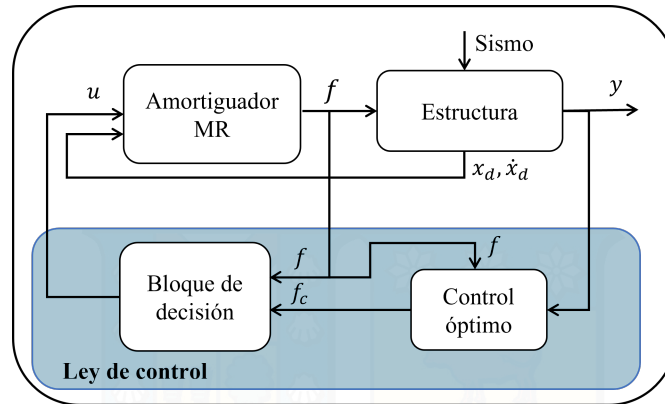 Sismo
u
Amortiguador
MR
f
Estructura
y
x_d, ẋ_d
f
f
Bloque de
decisión
f_c
Control
óptimo
Ley de control